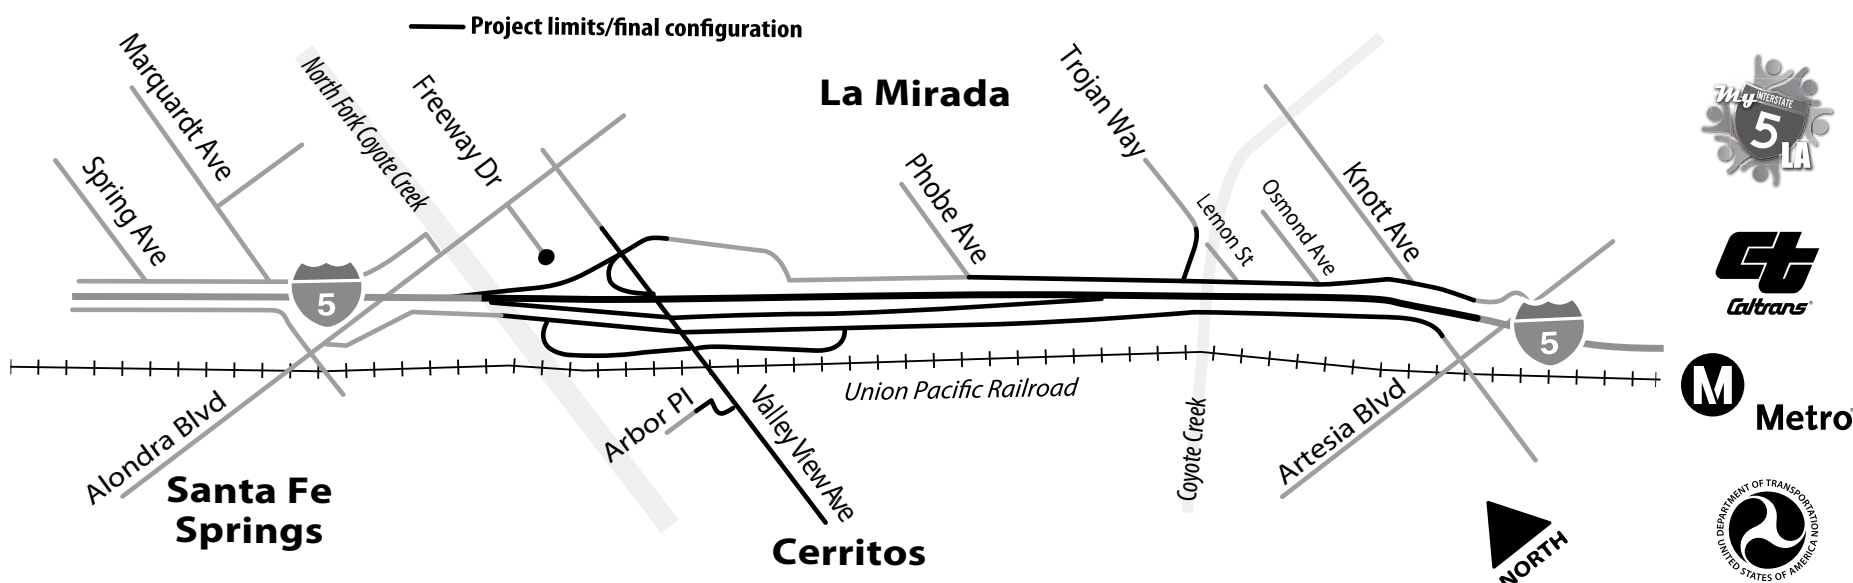 Project limits/final configuration
Marquardt Ave
Spring Ave
North Fork Coyote Creek
Freeway Dr
La Mirada
Trojan Way
Phobe Ave
Lemon St
Osmond Ave
Knott Ave
My INTERSTATE
5
LA
5
5
Caltrans
Union Pacific Railroad
Alondra Blvd
Arbor Pl
Valley View Ave
Coyote Creek
Artesia Blvd
M
Metro
Santa Fe
Springs
Cerritos
NORTH
DEPARTMENT OF TRANSPORTATION
UNITED STATES OF AMERICA